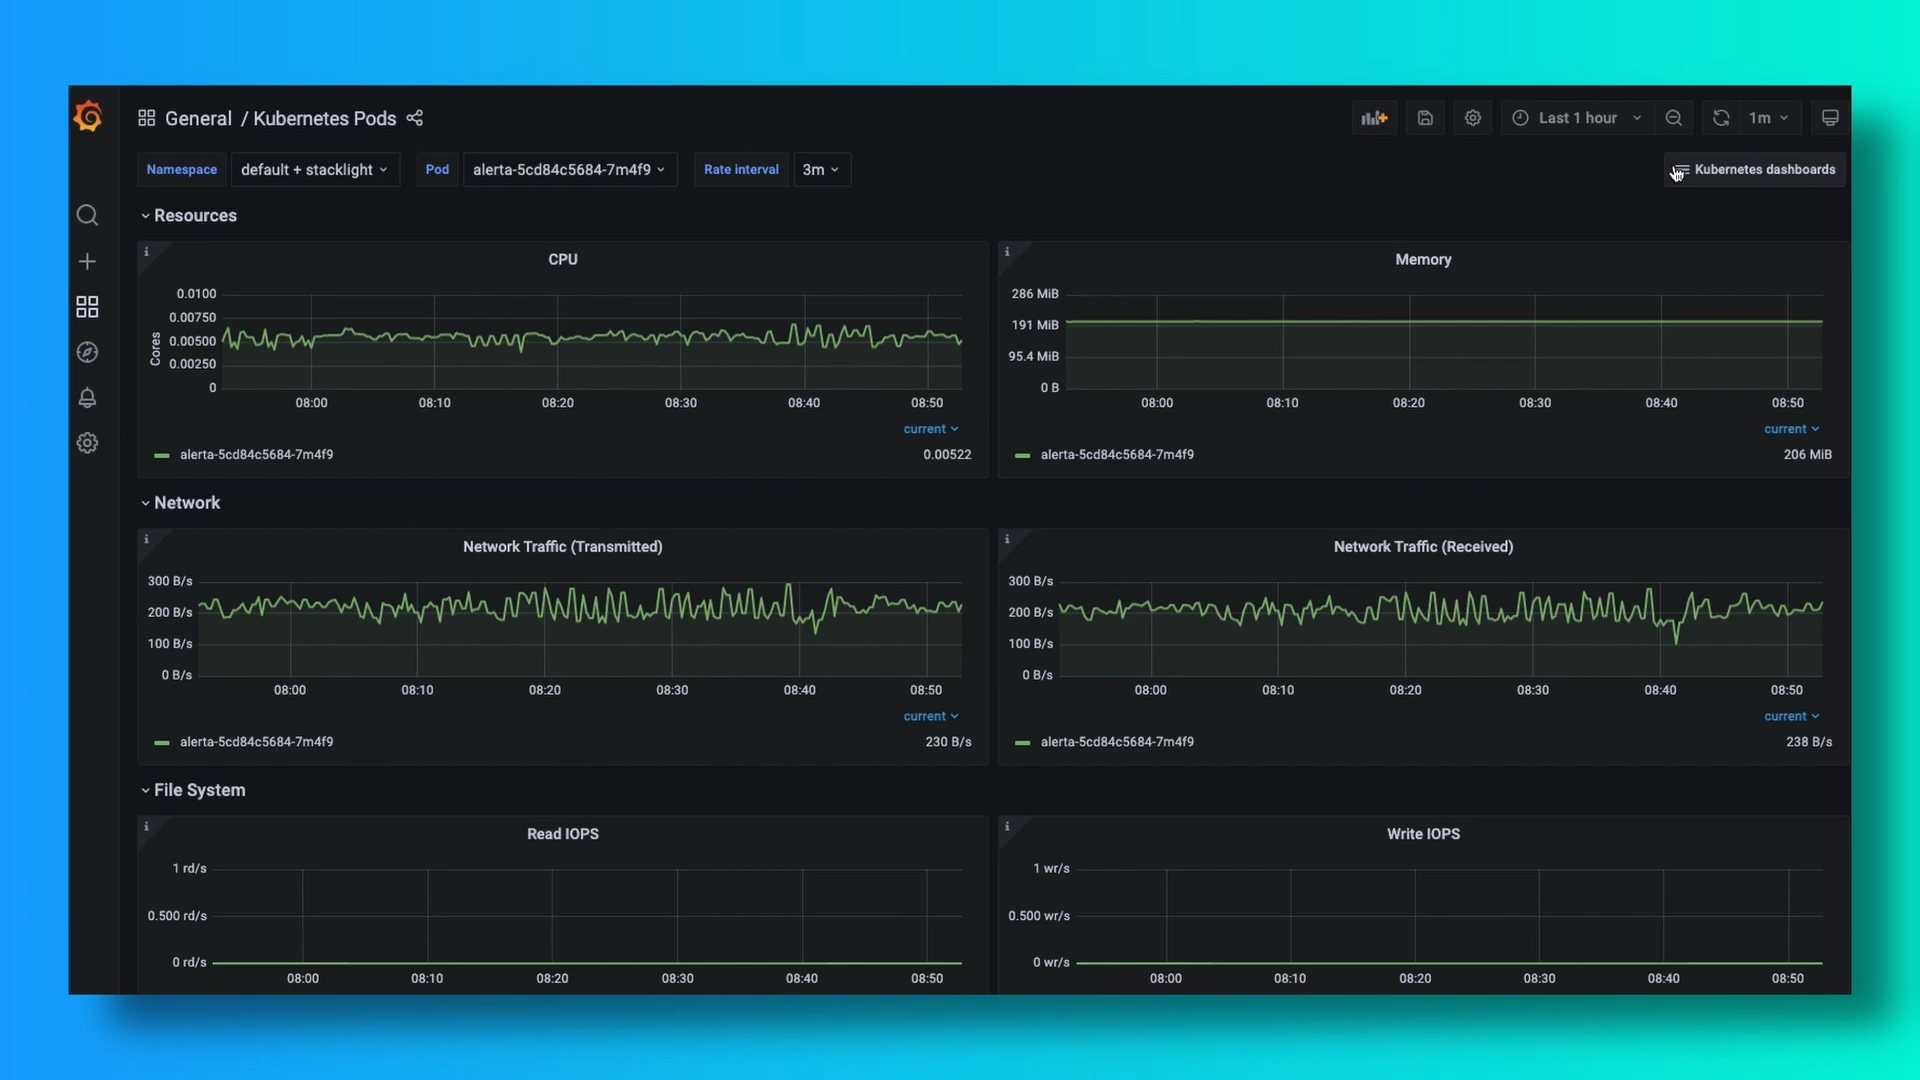 General / Kubernetes Pods
Last 1 hour
1m
Namespace
default + stacklight
Pod
alerta-5cd84c5684-7m4f9
Rate interval
3m
Kubernetes dashboards
Resources
i
CPU
Cores
0.0100
0.00750
0.00500
0.00250
0
08:00 08:10 08:20 08:30 08:40 08:50
current
alerta-5cd84c5684-7m4f9 0.00522
i
Memory
286 MiB
191 MiB
95.4 MiB
0 B
08:00 08:10 08:20 08:30 08:40 08:50
current
alerta-5cd84c5684-7m4f9 206 MiB
Network
i
Network Traffic (Transmitted)
300 B/s
200 B/s
100 B/s
0 B/s
08:00 08:10 08:20 08:30 08:40 08:50
current
alerta-5cd84c5684-7m4f9 230 B/s
i
Network Traffic (Received)
300 B/s
200 B/s
100 B/s
0 B/s
08:00 08:10 08:20 08:30 08:40 08:50
current
alerta-5cd84c5684-7m4f9 238 B/s
File System
i
Read IOPS
1 rd/s
0.500 rd/s
0 rd/s
08:00 08:10 08:20 08:30 08:40 08:50
i
Write IOPS
1 wr/s
0.500 wr/s
0 wr/s
08:00 08:10 08:20 08:30 08:40 08:50